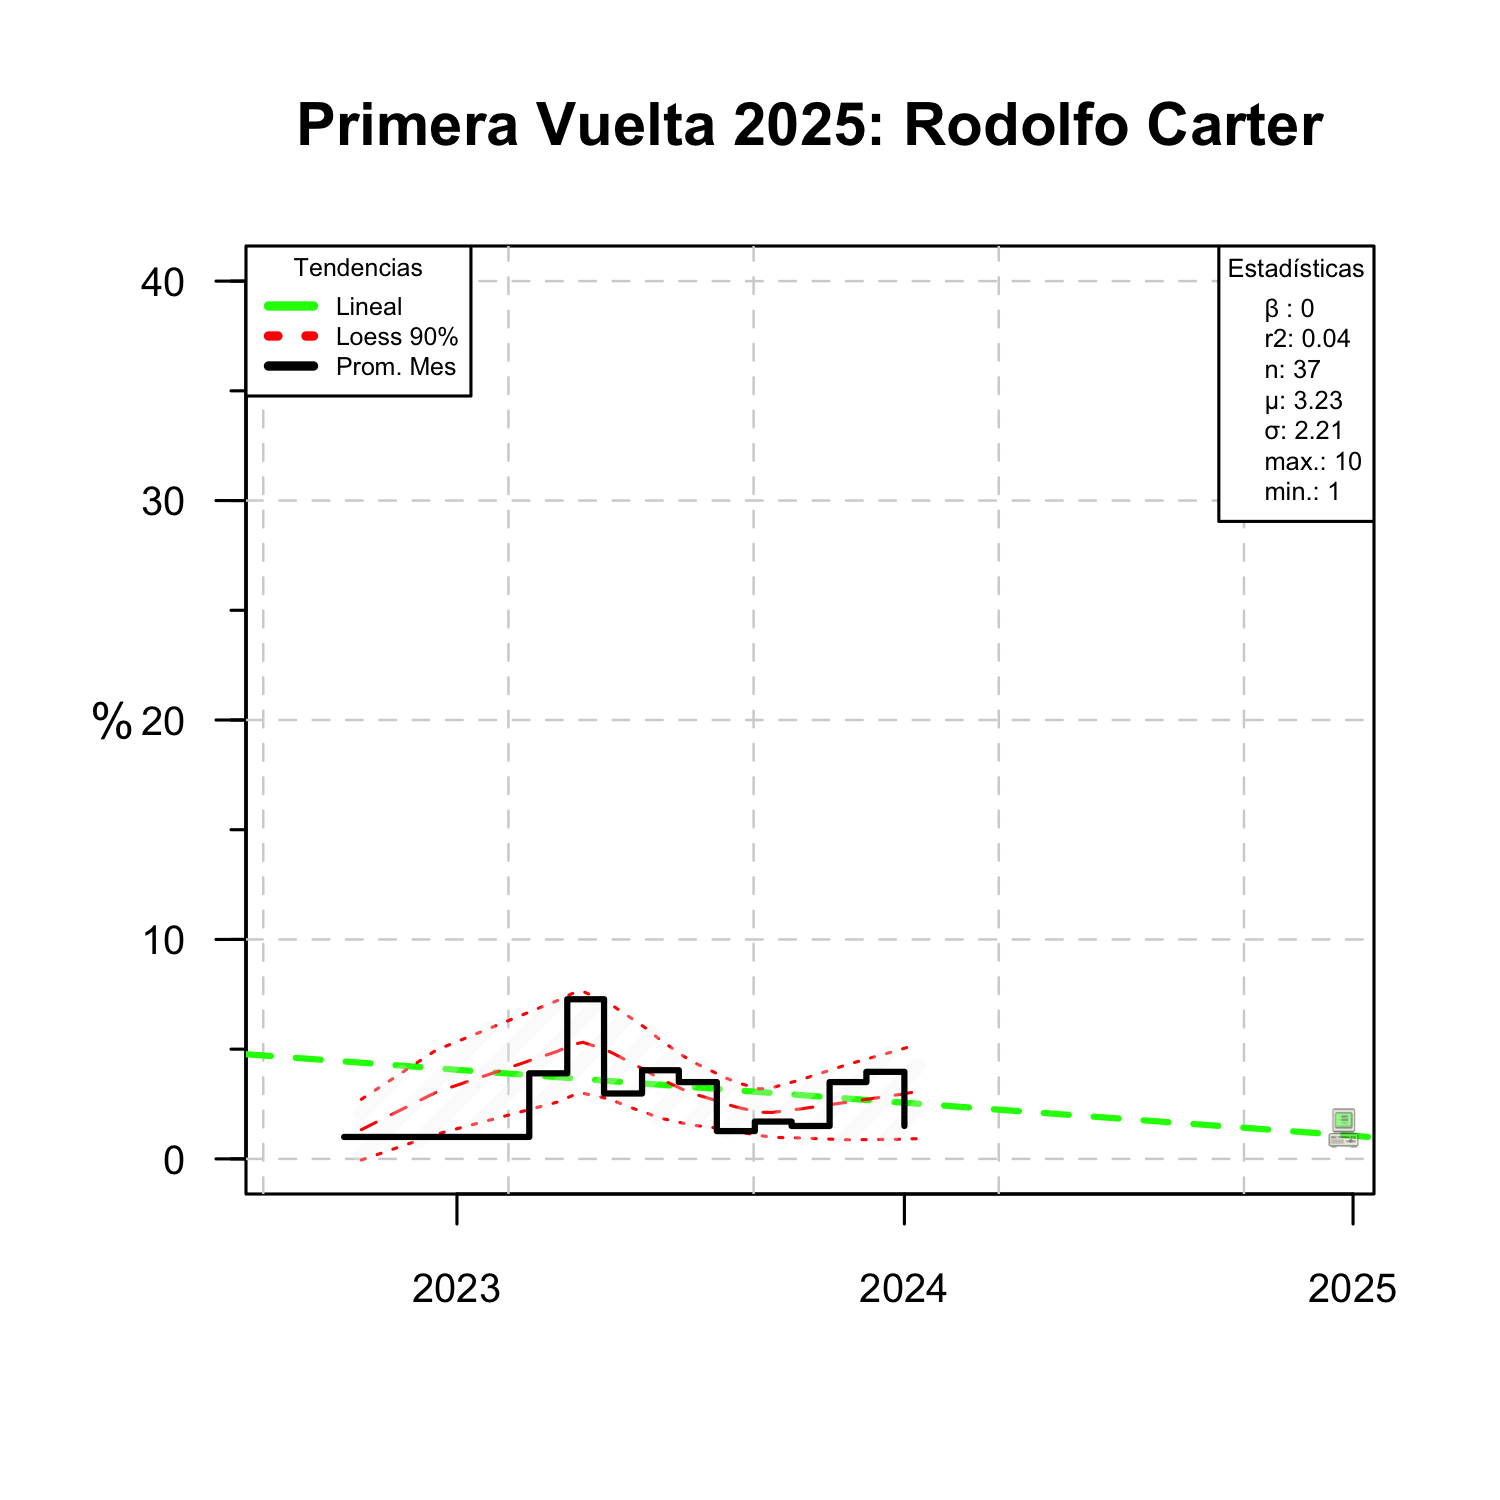 Primera Vuelta 2025: Rodolfo Carter
Tendencias
Lineal
Loess 90%
Prom. Mes
Estadísticas
β : 0
r2: 0.04
n: 37
μ: 3.23
σ: 2.21
max.: 10
min.: 1
40
30
% 20
10
0
2023 2024 2025